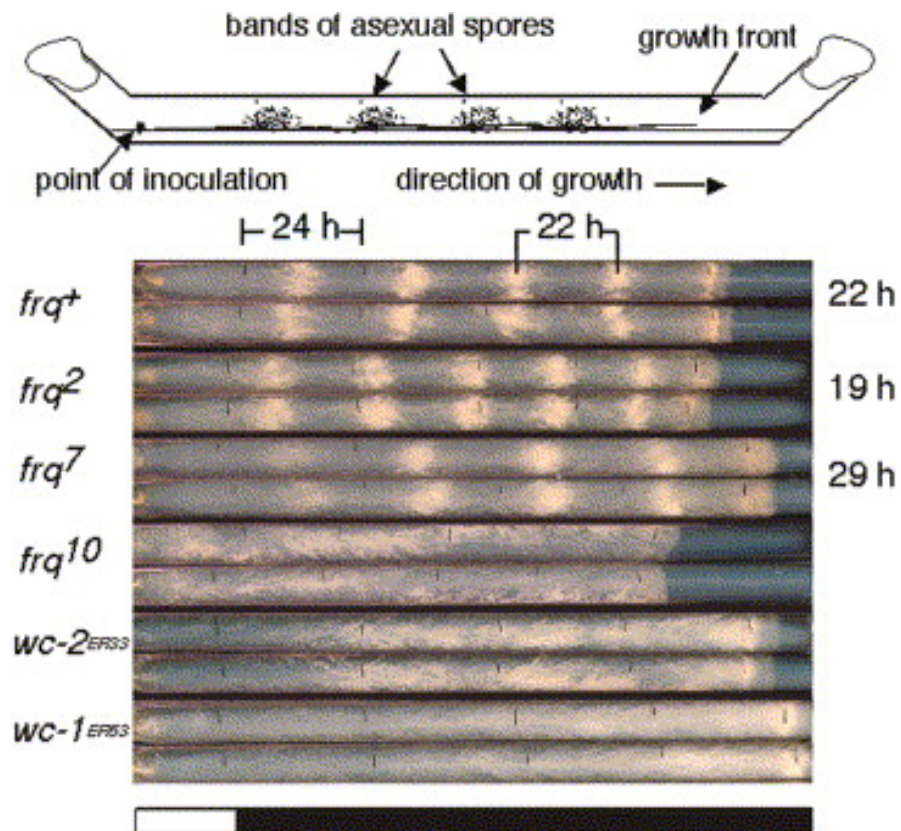 bands of asexual spores
growth front
point of inoculation
direction of growth
24 h
22 h
frq+
22 h
frq2
19 h
frq7
29 h
frq10
wc-2ER33
wc-1ER53